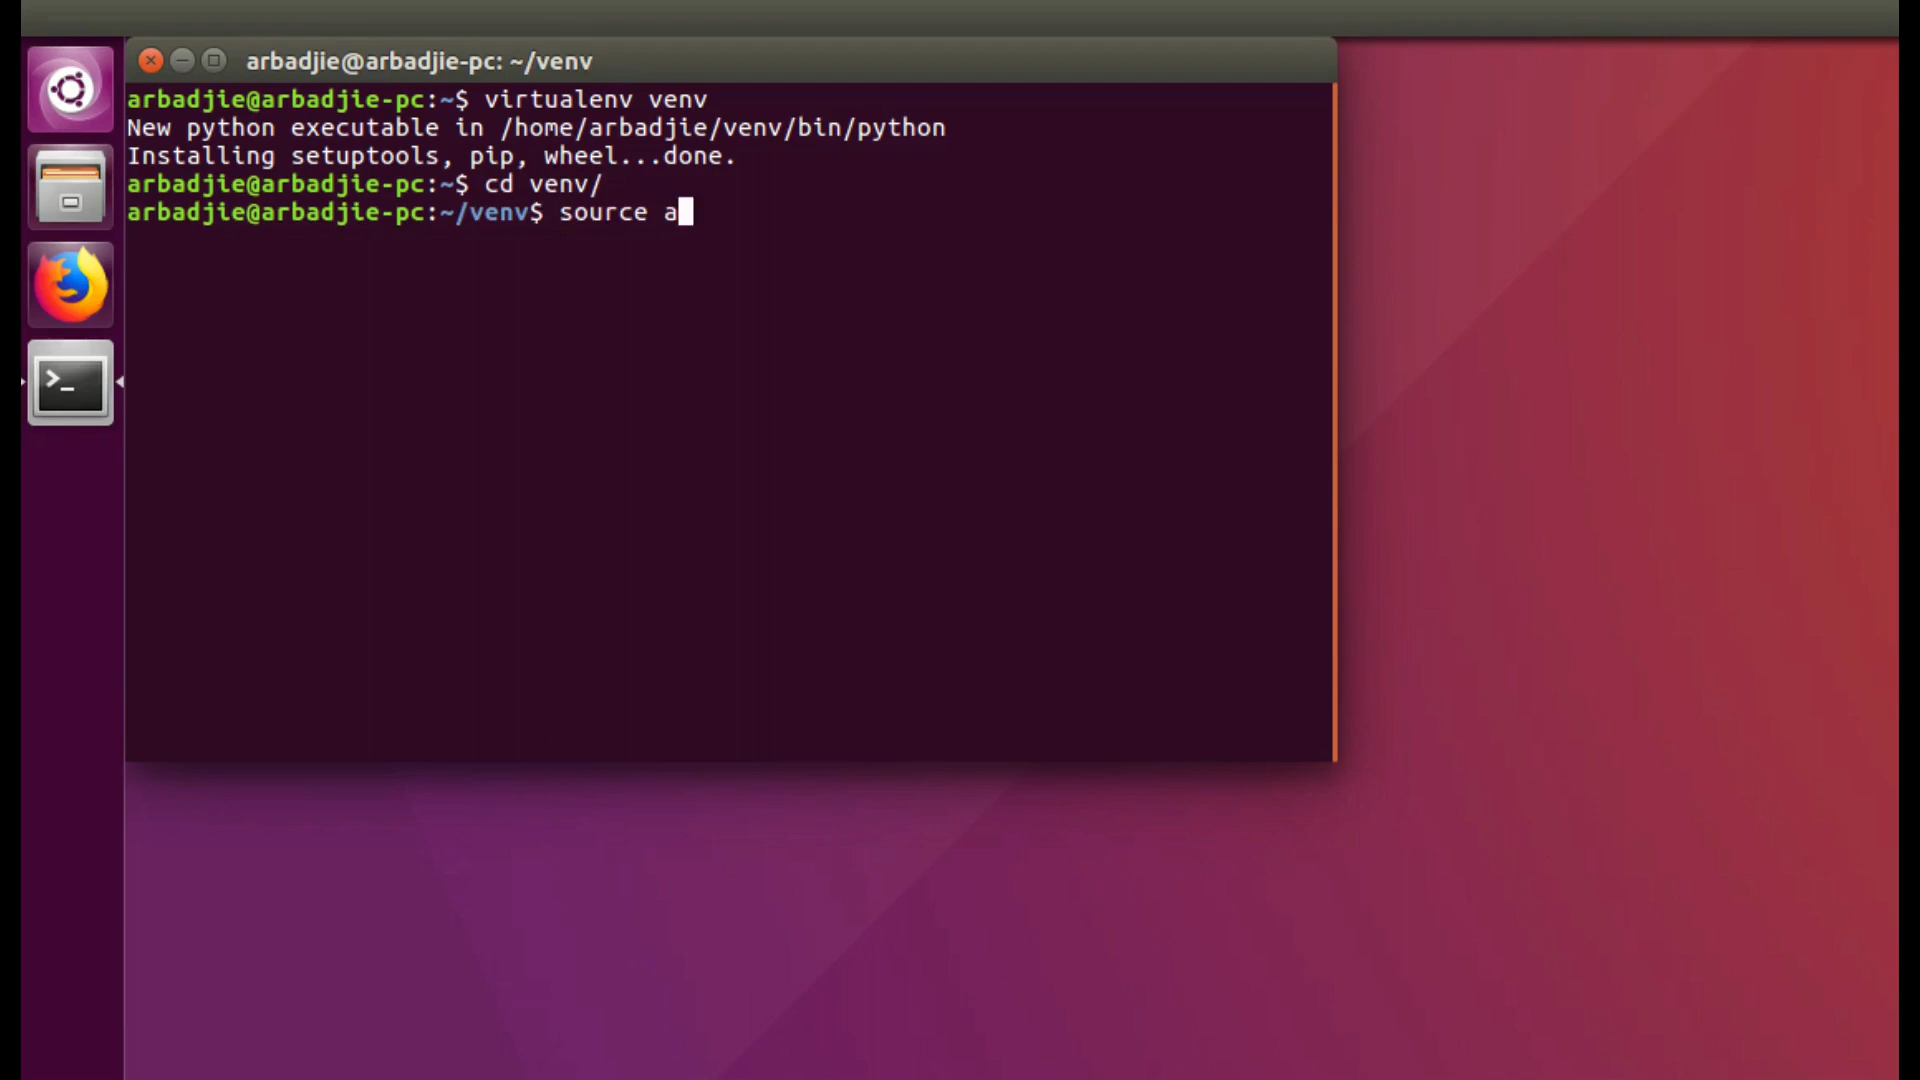 arbadjie@arbadjie-pc: ~/venv
arbadjie@arbadjie-pc:~$ virtualenv venv
New python executable in /home/arbadjie/venv/bin/python
Installing setuptools, pip, wheel...done.
arbadjie@arbadjie-pc:~$ cd venv/
arbadjie@arbadjie-pc:~/venv$ source a
>_